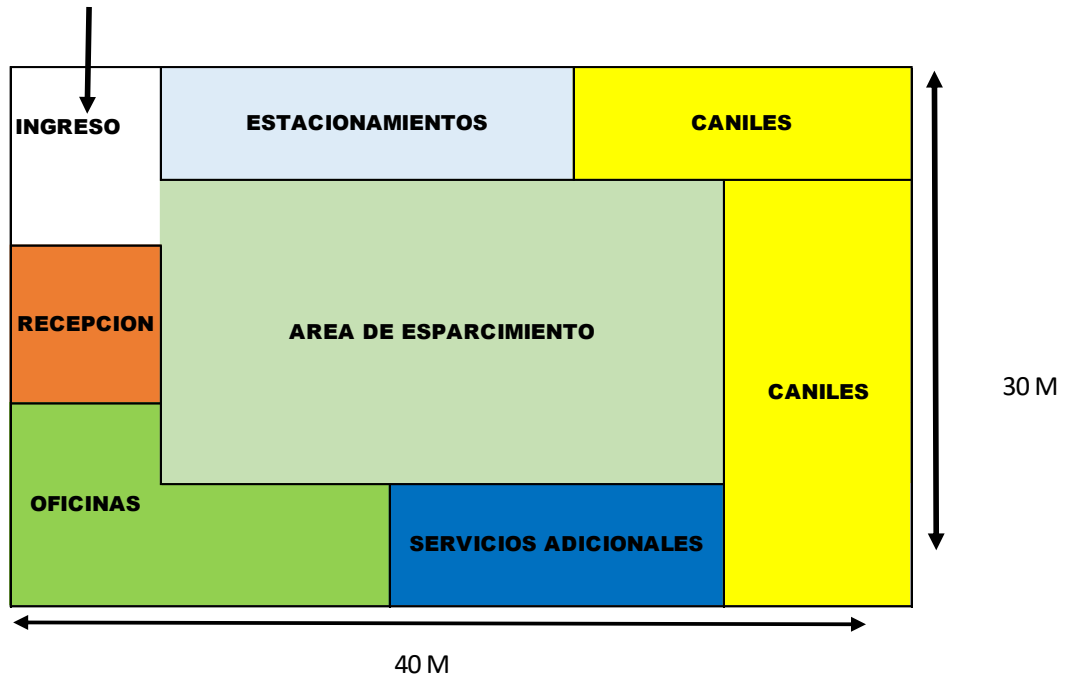 INGRESO
ESTACIONAMIENTOS
CANILES
RECEPCION
AREA DE ESPARCIMIENTO
CANILES
30 M
OFICINAS
SERVICIOS ADICIONALES
40 M